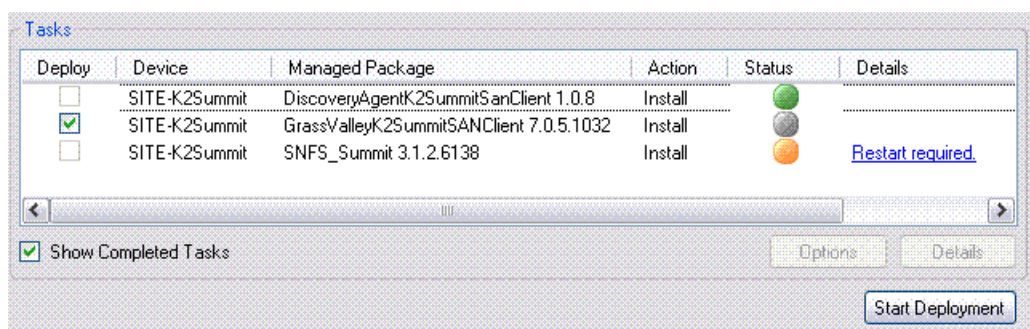 Tasks
Deploy Device Managed Package Action Status Details
SITE-K2Summit DiscoveryAgentK2SummitSanClient 1.0.8 Install
SITE-K2Summit GrassValleyK2SummitSANClient 7.0.5.1032 Install
SITE-K2Summit SNFS_Summit 3.1.2.6138 Install Restart required.
Show Completed Tasks Options Details
Start Deployment